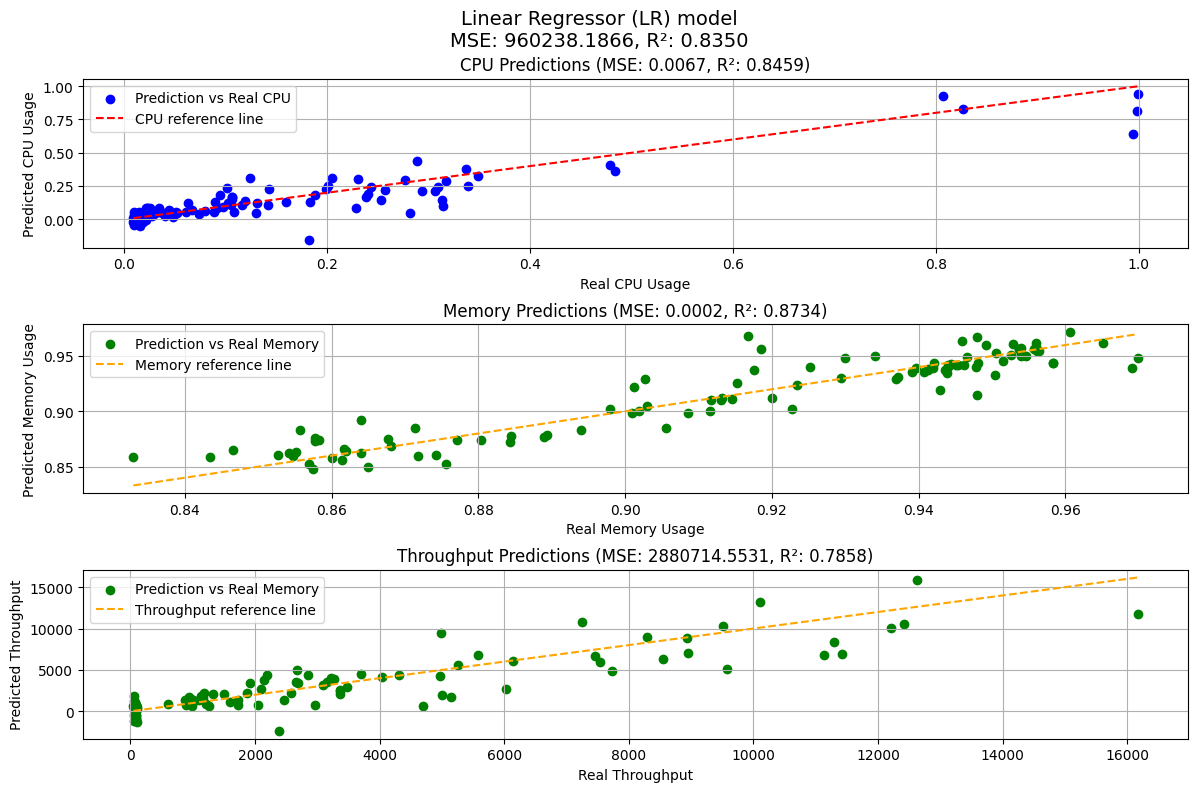 Linear Regressor (LR) model
MSE: 960238.1866, R²: 0.8350
CPU Predictions (MSE: 0.0067, R²: 0.8459)
Predicted CPU Usage
1.00
0.75
0.50
0.25
0.00
Prediction vs Real CPU
CPU reference line
0.0 0.2 0.4 0.6 0.8 1.0
Real CPU Usage
Memory Predictions (MSE: 0.0002, R²: 0.8734)
Predicted Memory Usage
0.95
0.90
0.85
Prediction vs Real Memory
Memory reference line
0.84 0.86 0.88 0.90 0.92 0.94 0.96
Real Memory Usage
Throughput Predictions (MSE: 2880714.5531, R²: 0.7858)
Predicted Throughput
15000
10000
5000
0
Prediction vs Real Memory
Throughput reference line
0 2000 4000 6000 8000 10000 12000 14000 16000
Real Throughput